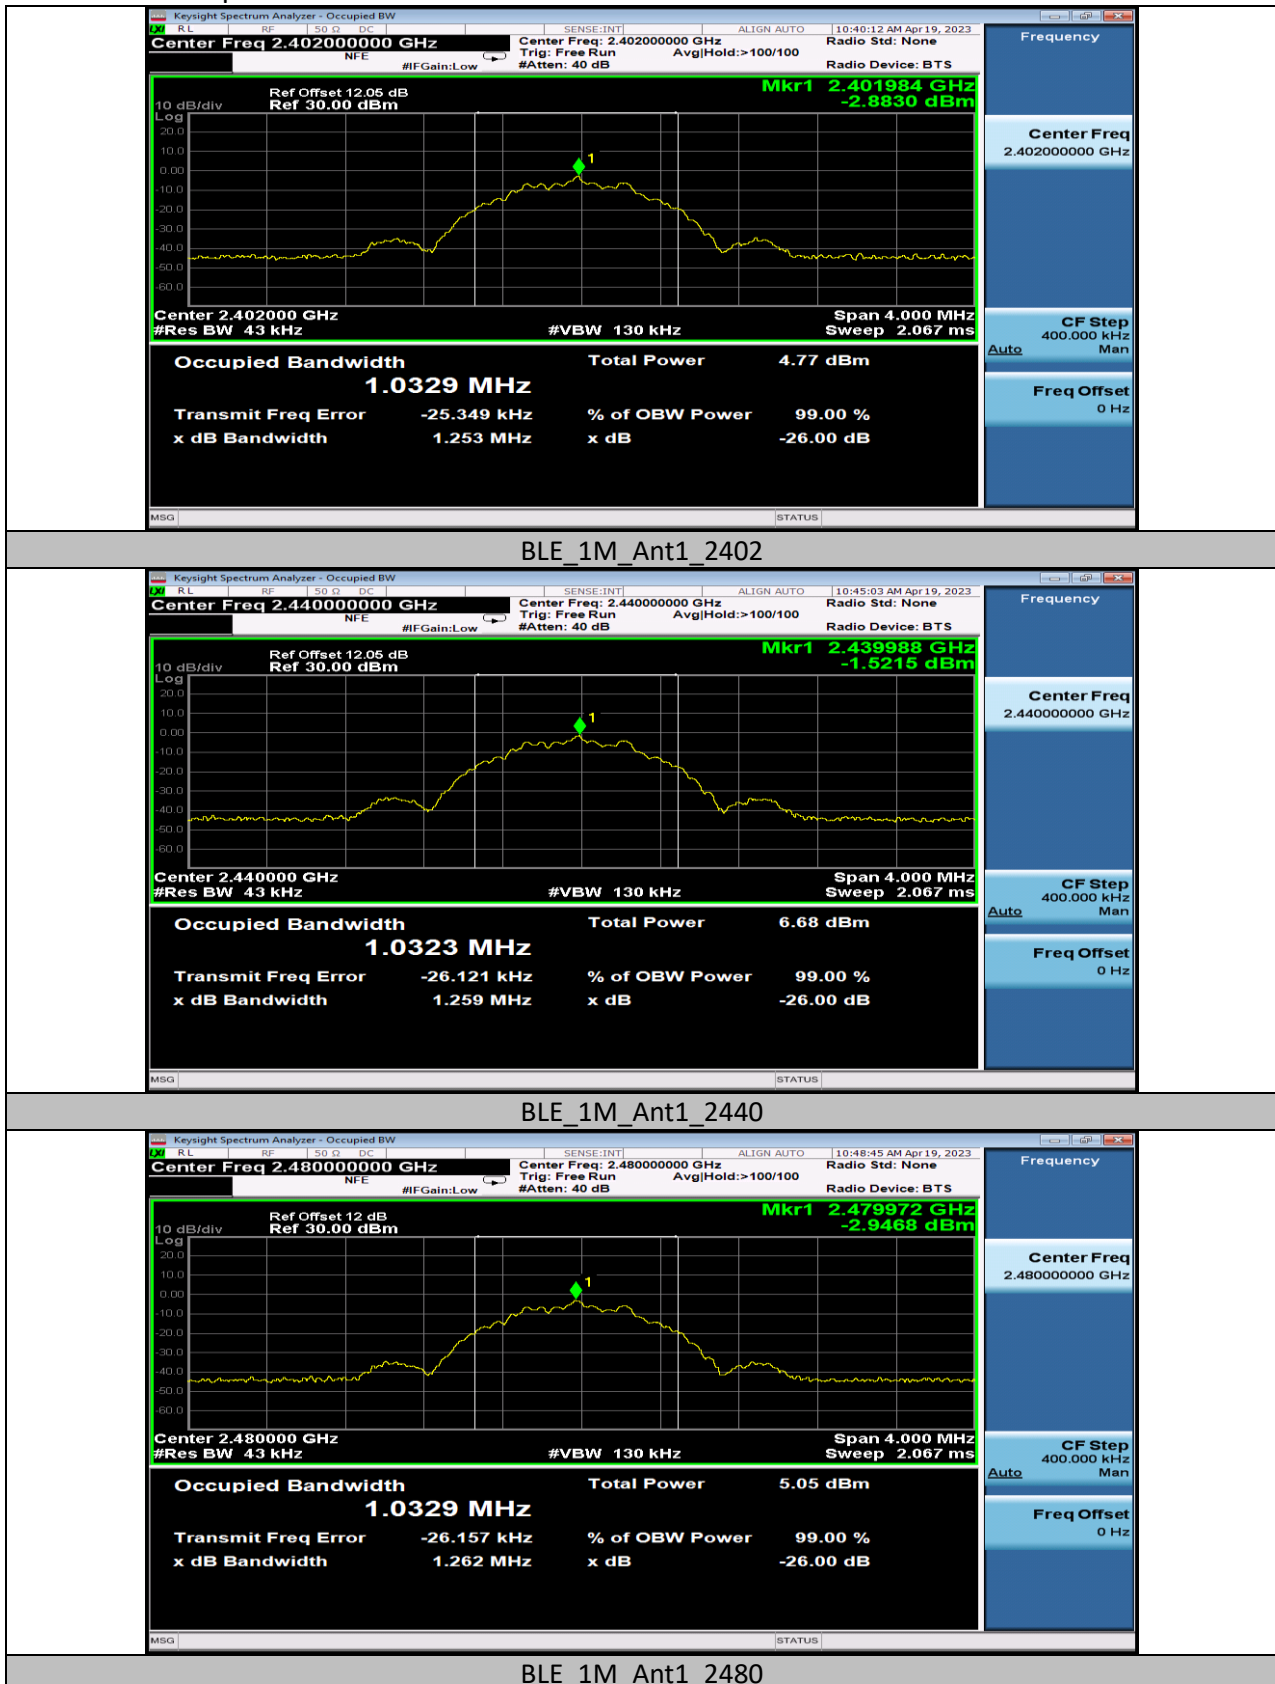 Keysight Spectrum Analyzer - Occupied BW
LXI RL RF 50 Ω DC SENSE:INT ALIGN AUTO 10:40:12 AM Apr 19, 2023
Center Freq 2.402000000 GHz Center Freq: 2.402000000 GHz Radio Std: None Frequency
NFE Trig: Free Run Avg|Hold:>100/100
#IFGain:Low #Atten: 40 dB Radio Device: BTS
Mkr1 2.401984 GHz
Ref Offset 12.05 dB -2.8830 dBm
10 dB/div Ref 30.00 dBm
Log
20.0
10.0
0.00
-10.0
-20.0
-30.0
-40.0
-50.0
-60.0
1
Center Freq
2.402000000 GHz
Center 2.402000 GHz Span 4.000 MHz
#Res BW 43 kHz #VBW 130 kHz Sweep 2.067 ms
CF Step
400.000 kHz
Auto Man
Occupied Bandwidth Total Power 4.77 dBm
1.0329 MHz
Freq Offset
0 Hz
Transmit Freq Error -25.349 kHz % of OBW Power 99.00 %
x dB Bandwidth 1.253 MHz x dB -26.00 dB
MSG STATUS
BLE_1M_Ant1_2402
Keysight Spectrum Analyzer - Occupied BW
LXI RL RF 50 Ω DC SENSE:INT ALIGN AUTO 10:45:03 AM Apr 19, 2023
Center Freq 2.440000000 GHz Center Freq: 2.440000000 GHz Radio Std: None Frequency
NFE Trig: Free Run Avg|Hold:>100/100
#IFGain:Low #Atten: 40 dB Radio Device: BTS
Mkr1 2.439988 GHz
Ref Offset 12.05 dB -1.5215 dBm
10 dB/div Ref 30.00 dBm
Log
20.0
10.0
0.00
-10.0
-20.0
-30.0
-40.0
-50.0
-60.0
1
Center Freq
2.440000000 GHz
Center 2.440000 GHz Span 4.000 MHz
#Res BW 43 kHz #VBW 130 kHz Sweep 2.067 ms
CF Step
400.000 kHz
Auto Man
Occupied Bandwidth Total Power 6.68 dBm
1.0323 MHz
Freq Offset
0 Hz
Transmit Freq Error -26.121 kHz % of OBW Power 99.00 %
x dB Bandwidth 1.259 MHz x dB -26.00 dB
MSG STATUS
BLE_1M_Ant1_2440
Keysight Spectrum Analyzer - Occupied BW
LXI RL RF 50 Ω DC SENSE:INT ALIGN AUTO 10:48:45 AM Apr 19, 2023
Center Freq 2.480000000 GHz Center Freq: 2.480000000 GHz Radio Std: None Frequency
NFE Trig: Free Run Avg|Hold:>100/100
#IFGain:Low #Atten: 40 dB Radio Device: BTS
Mkr1 2.479972 GHz
Ref Offset 12 dB -2.9468 dBm
10 dB/div Ref 30.00 dBm
Log
20.0
10.0
0.00
-10.0
-20.0
-30.0
-40.0
-50.0
-60.0
1
Center Freq
2.480000000 GHz
Center 2.480000 GHz Span 4.000 MHz
#Res BW 43 kHz #VBW 130 kHz Sweep 2.067 ms
CF Step
400.000 kHz
Auto Man
Occupied Bandwidth Total Power 5.05 dBm
1.0329 MHz
Freq Offset
0 Hz
Transmit Freq Error -26.157 kHz % of OBW Power 99.00 %
x dB Bandwidth 1.262 MHz x dB -26.00 dB
MSG STATUS
BLE_1M_Ant1_2480